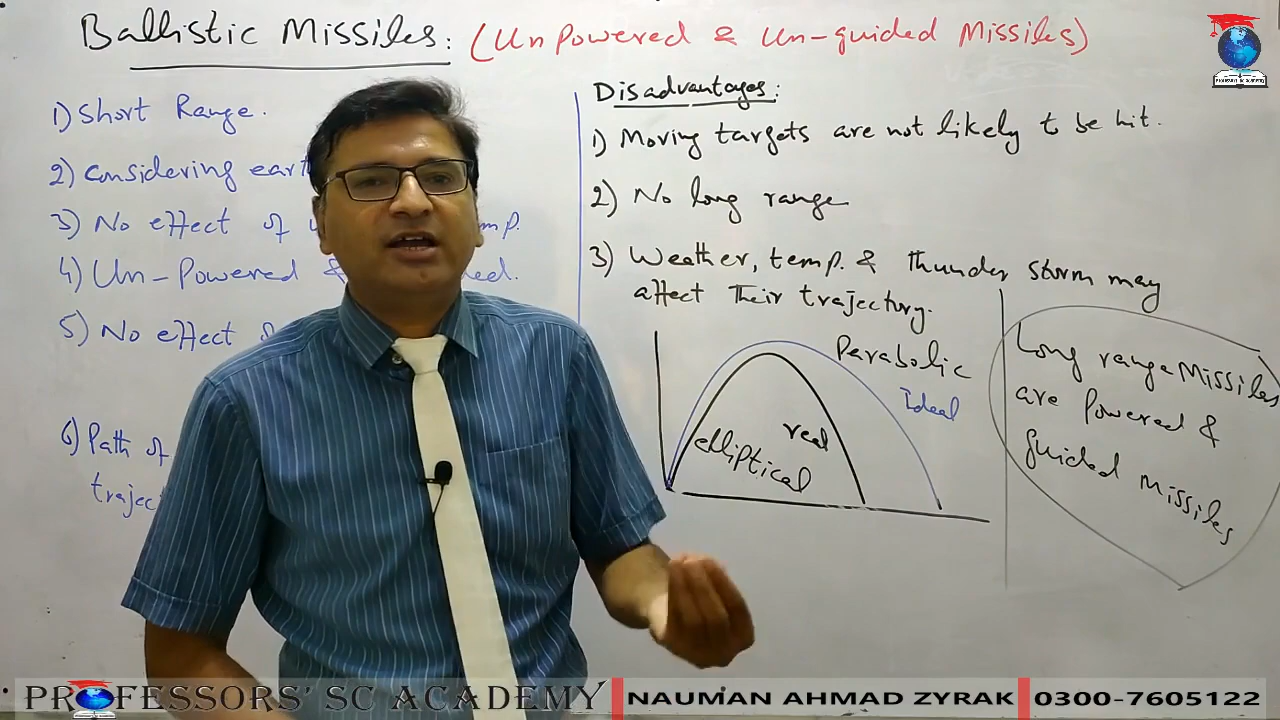 Ballistic Missiles: (UnPowered & Un-guided Missiles)
1) Short Range.
2) Considering eart
3) No effect of
mp.
4) Un-Powered &
5) No effect
6) Path of
trajec
Disadvantages:
1) Moving targets are not likely to be hit.
2) No long range
3) Weather, temp. & thunder storm may
affect their trajectory.
Parabolic
Ideal
real
elliptical
Long range Missiles
are Powered &
guided Missiles
PROFESSORS' SC ACADEMY
NAUMAN AHMAD ZYRAK
0300-7605122